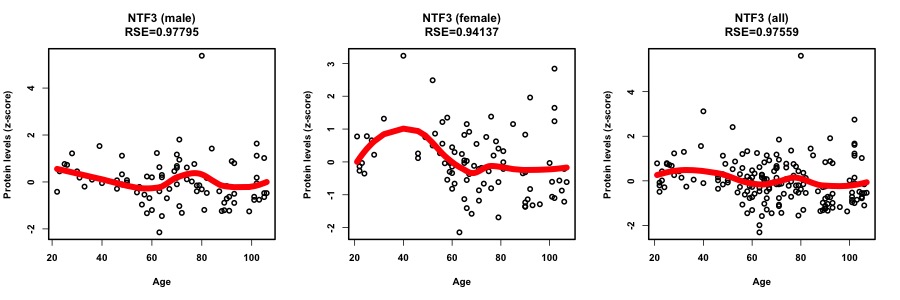 NTF3 (male)
RSE=0.97795
Protein levels (z-score)
4
2
0
-2
20
40
60
80
100
Age
NTF3 (female)
RSE=0.94137
Protein levels (z-score)
3
2
1
0
-1
-2
20
40
60
80
100
Age
NTF3 (all)
RSE=0.97559
Protein levels (z-score)
4
2
0
-2
20
40
60
80
100
Age